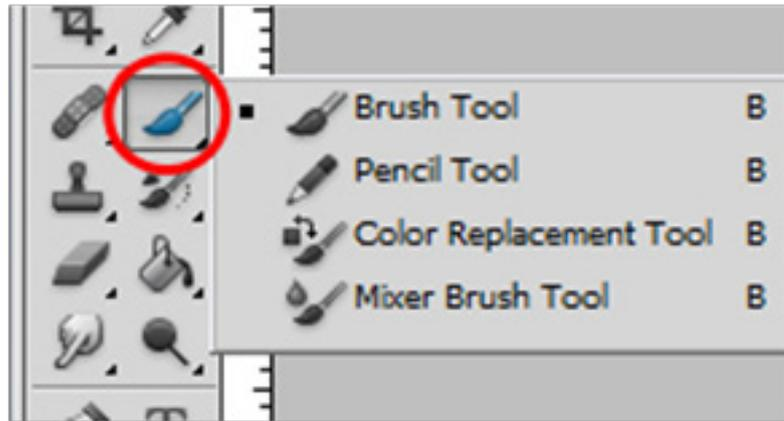 Brush Tool B
Pencil Tool B
Color Replacement Tool B
Mixer Brush Tool B